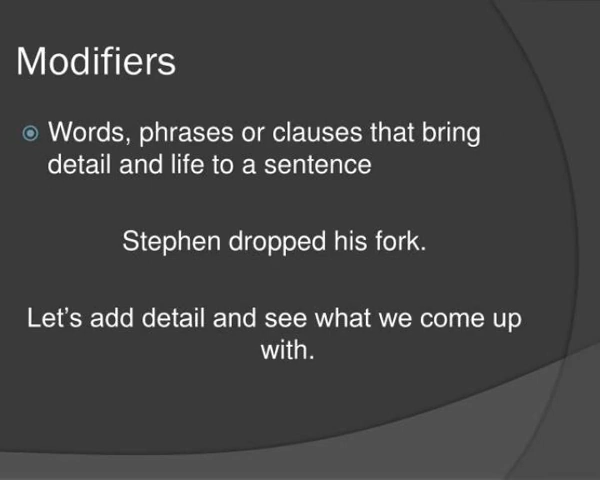 Modifiers
Words, phrases or clauses that bring
detail and life to a sentence
Stephen dropped his fork.
Let’s add detail and see what we come up
with.